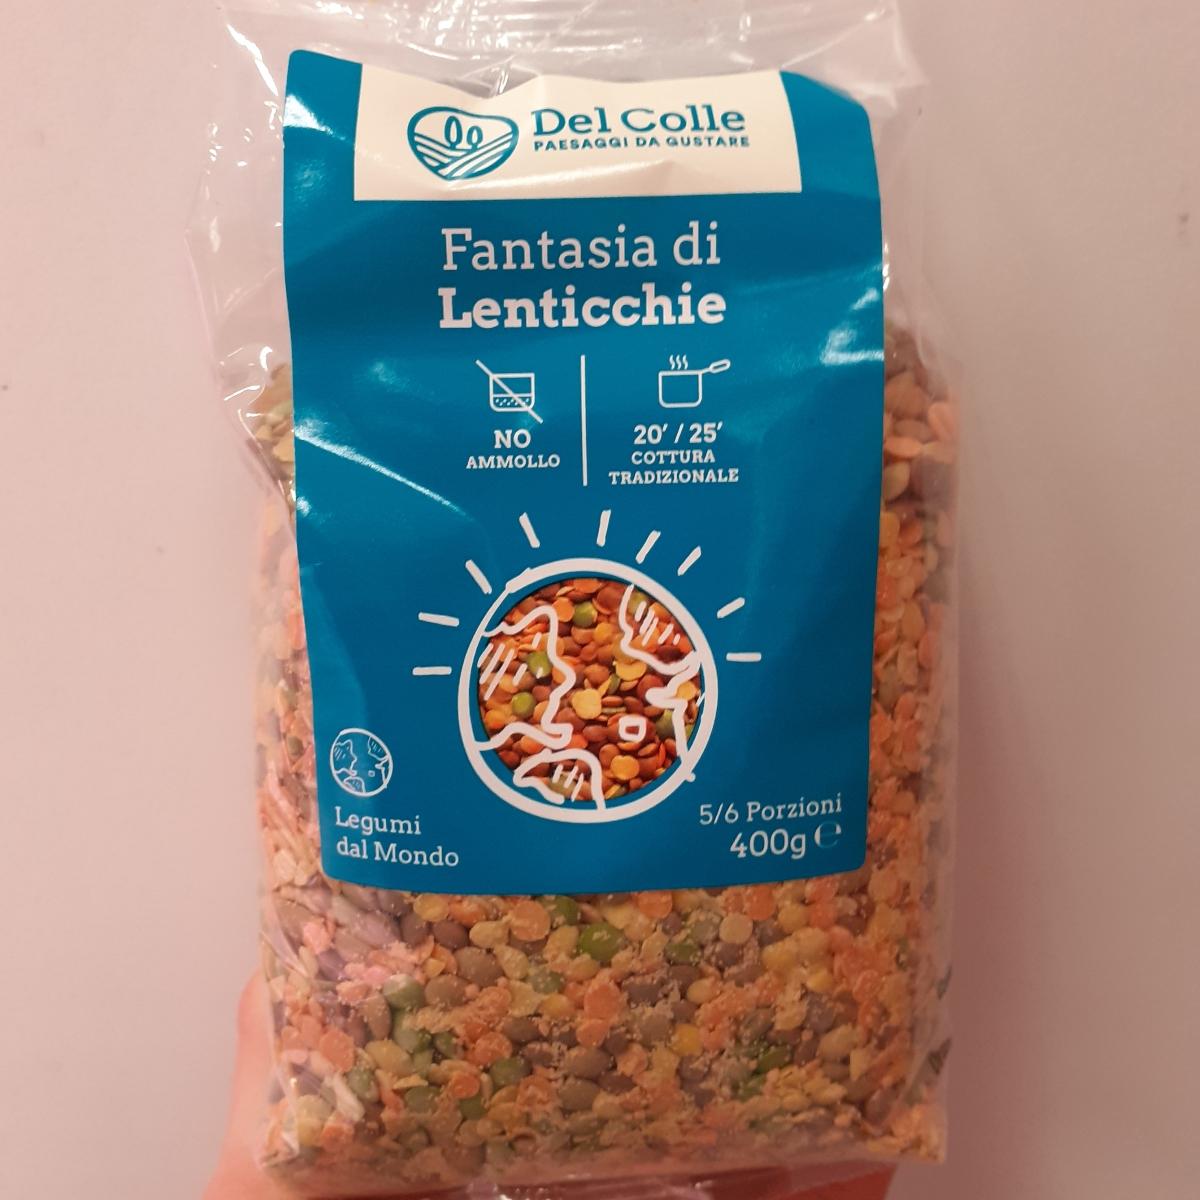 Del Colle
PAESAGGI DA GUSTARE
Fantasia di
Lenticchie
NO
AMMOLLO
20' / 25'
COTTURA
TRADIZIONALE
Legumi
dal Mondo
5/6 Porzioni
400g ℮